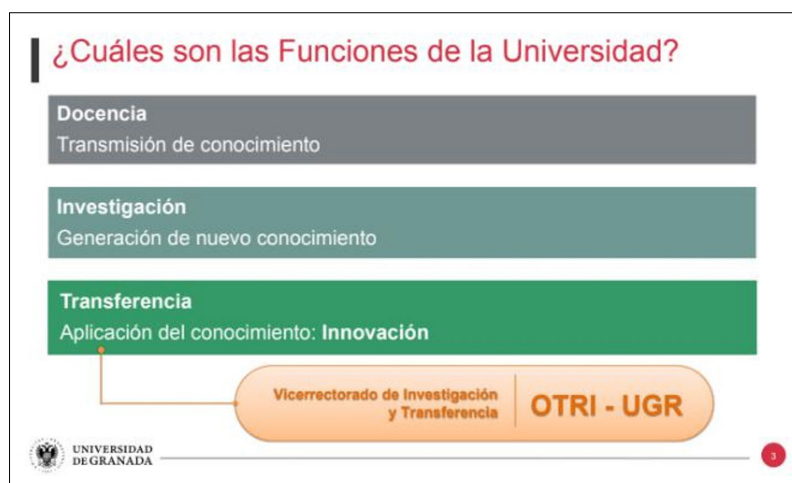 ¿Cuáles son las Funciones de la Universidad?
Docencia
Transmisión de conocimiento
Investigación
Generación de nuevo conocimiento
Transferencia
Aplicación del conocimiento: Innovación
Vicerrectorado de Investigación
y Transferencia
OTRI - UGR
UNIVERSIDAD
DE GRANADA
3